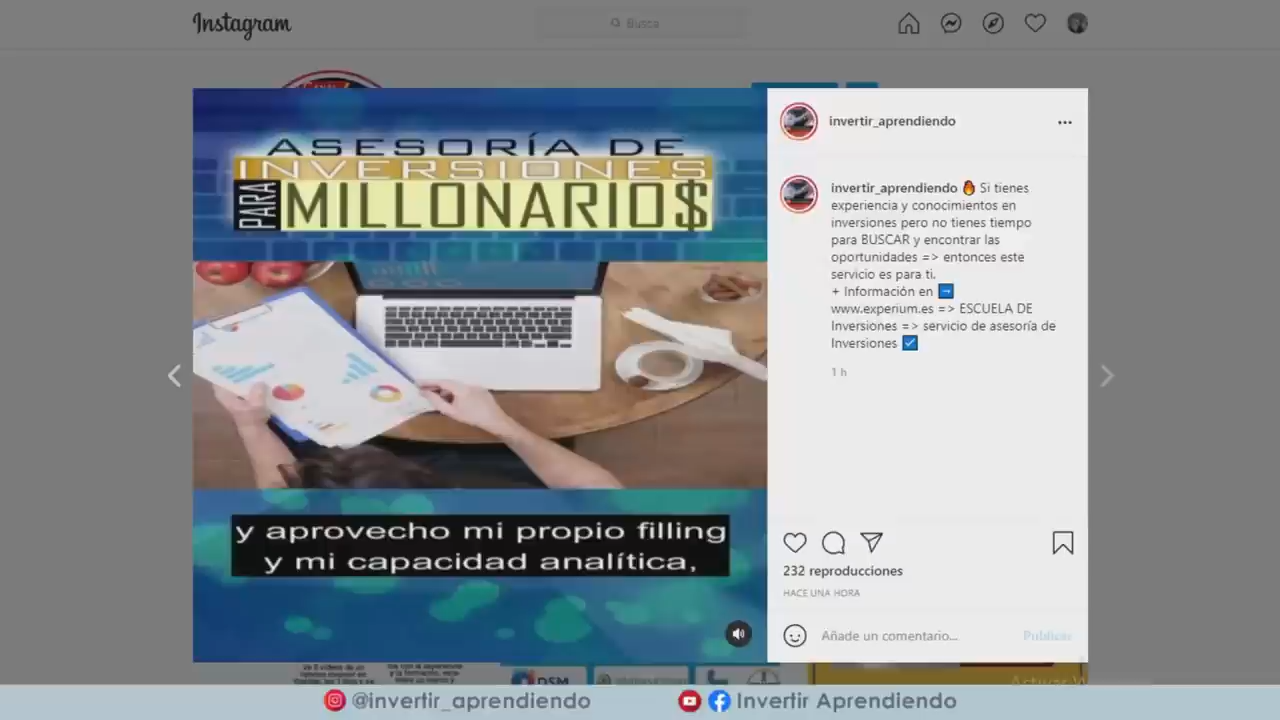 Instagram
Busca
invertir_aprendiendo
ASESORÍA DE
INVERSIONES
PARA
MILLONARIO$
invertir_aprendiendo 🔥 Si tienes
experiencia y conocimientos en
inversiones pero no tienes tiempo
para BUSCAR y encontrar las
oportunidades => entonces este
servicio es para ti.
+ Información en ➡
www.experium.es => ESCUELA DE
Inversiones => servicio de asesoría de
Inversiones ☑
1 h
y aprovecho mi propio filling
y mi capacidad analítica,
232 reproducciones
HACE UNA HORA
Añade un comentario...
Publicar
DSM
Activar V
@invertir_aprendiendo
Invertir Aprendiendo